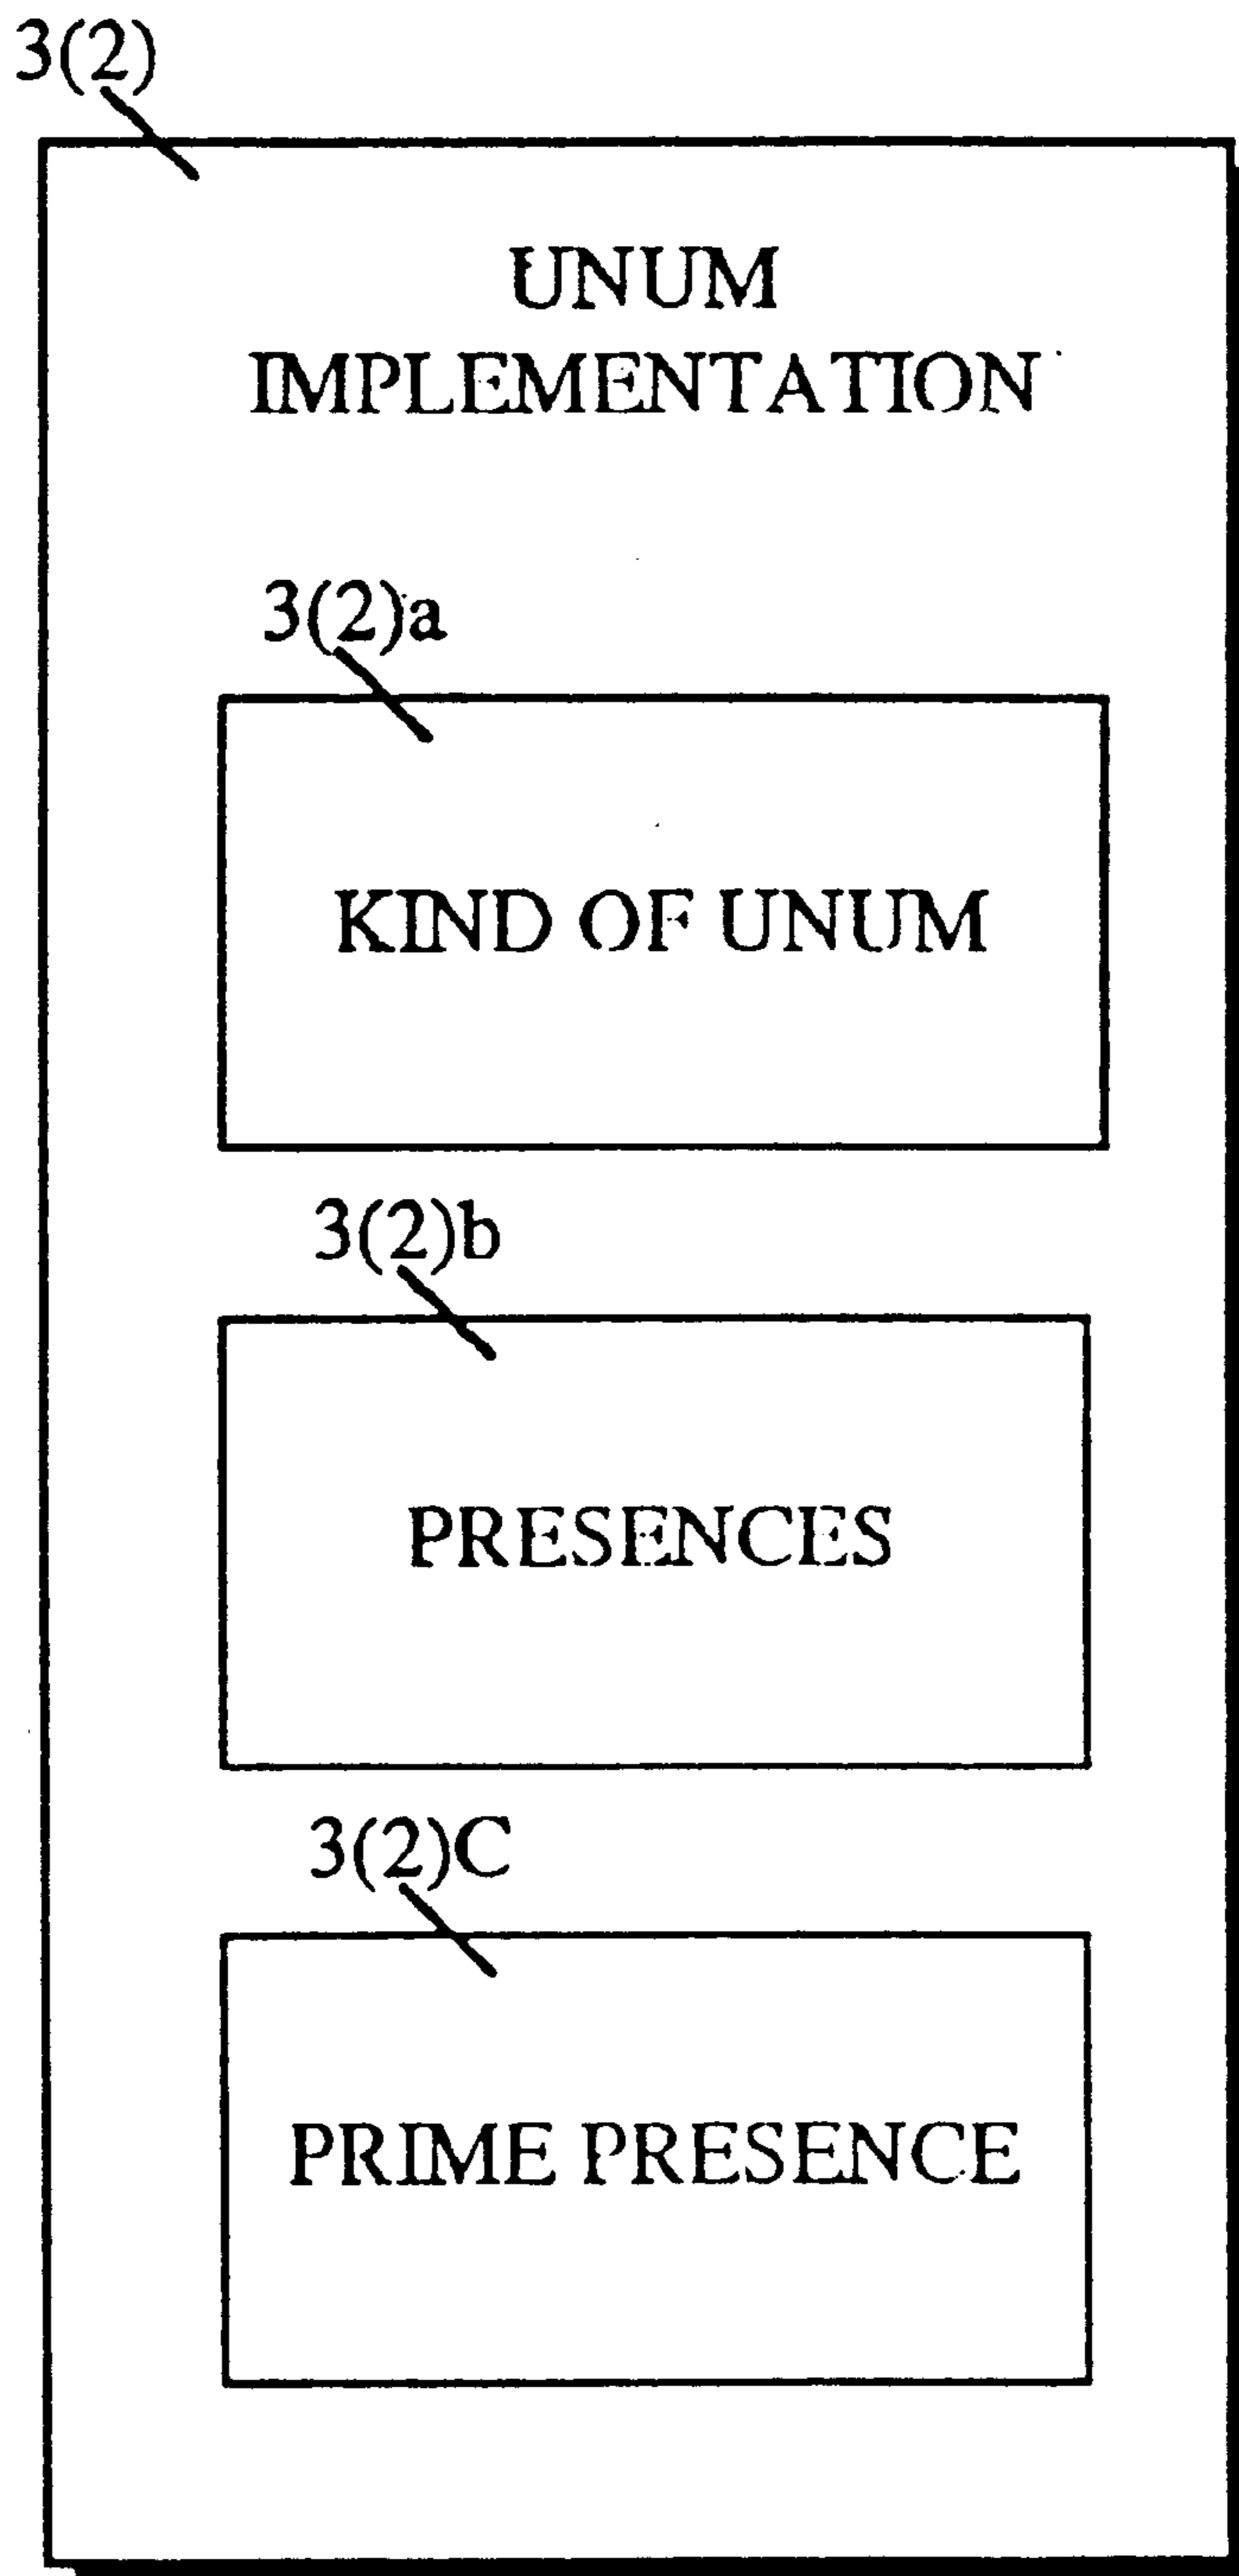 3(2)
UNUM
IMPLEMENTATION
3(2)a
KIND OF UNUM
3(2)b
PRESENCES
3(2)C
PRIME PRESENCE